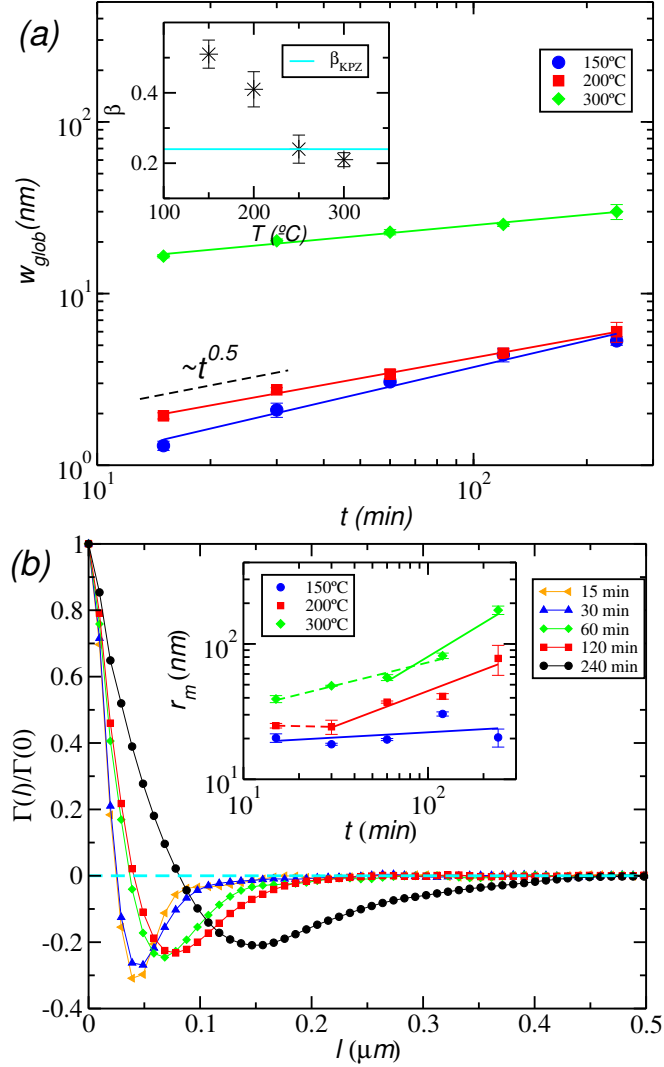 (a)
β
0.4
0.2
100
200
300
T (ºC)
β_KPZ
150ºC
200ºC
300ºC
w_glob(nm)
10^2
10^1
10^0
~t^0.5
10^1
10^2
t (min)
(b)
Γ(l)/Γ(0)
1
0.8
0.6
0.4
0.2
0
-0.2
-0.4
150ºC
200ºC
300ºC
r_m (nm)
10^2
10^1
10^1
10^2
t (min)
15 min
30 min
60 min
120 min
240 min
0
0.1
0.2
0.3
0.4
0.5
l (μm)